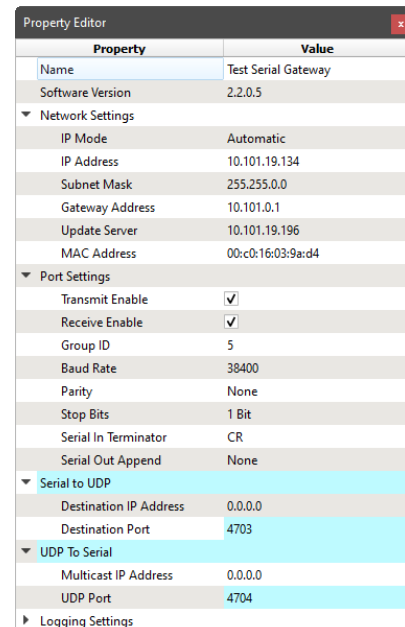 Property Editor x
Property Value
Name Test Serial Gateway
Software Version 2.2.0.5
Network Settings
IP Mode Automatic
IP Address 10.101.19.134
Subnet Mask 255.255.0.0
Gateway Address 10.101.0.1
Update Server 10.101.19.196
MAC Address 00:c0:16:03:9a:d4
Port Settings
Transmit Enable
Receive Enable
Group ID 5
Baud Rate 38400
Parity None
Stop Bits 1 Bit
Serial In Terminator CR
Serial Out Append None
Serial to UDP
Destination IP Address 0.0.0.0
Destination Port 4703
UDP To Serial
Multicast IP Address 0.0.0.0
UDP Port 4704
Logging Settings